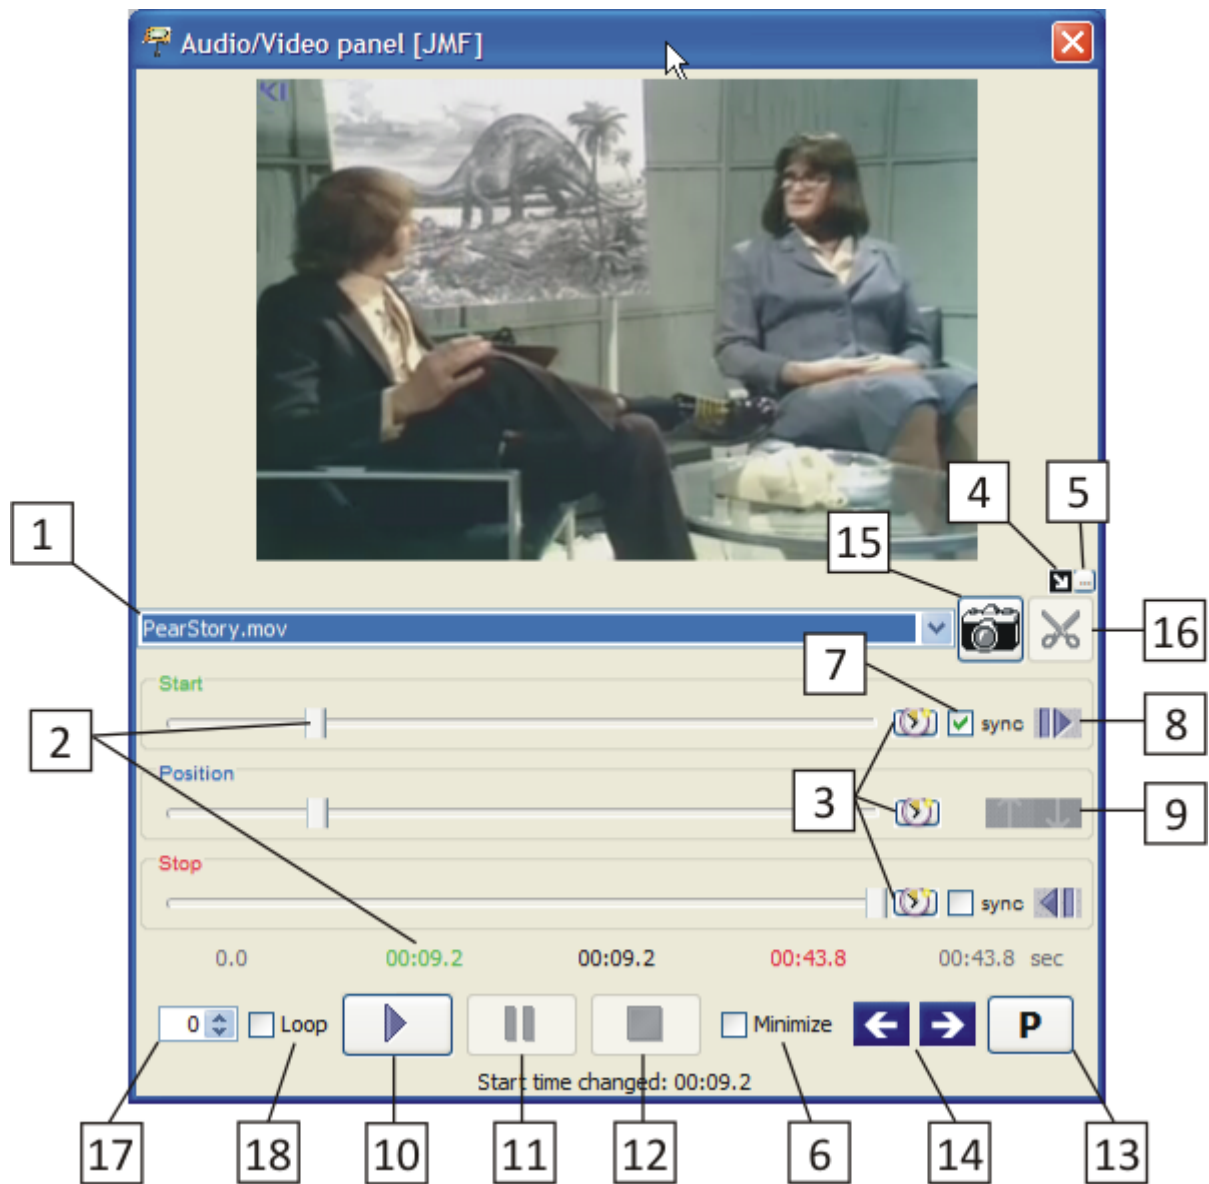 Audio/Video panel [JMF]
4
5
1
15
PearStory.mov
16
7
Start
2
sync
8
Position
3
9
Stop
sync
0.0 00:09.2 00:09.2 00:43.8 00:43.8 sec
0 Loop Minimize P
Start time changed: 00:09.2
17 18 10 11 12 6 14 13